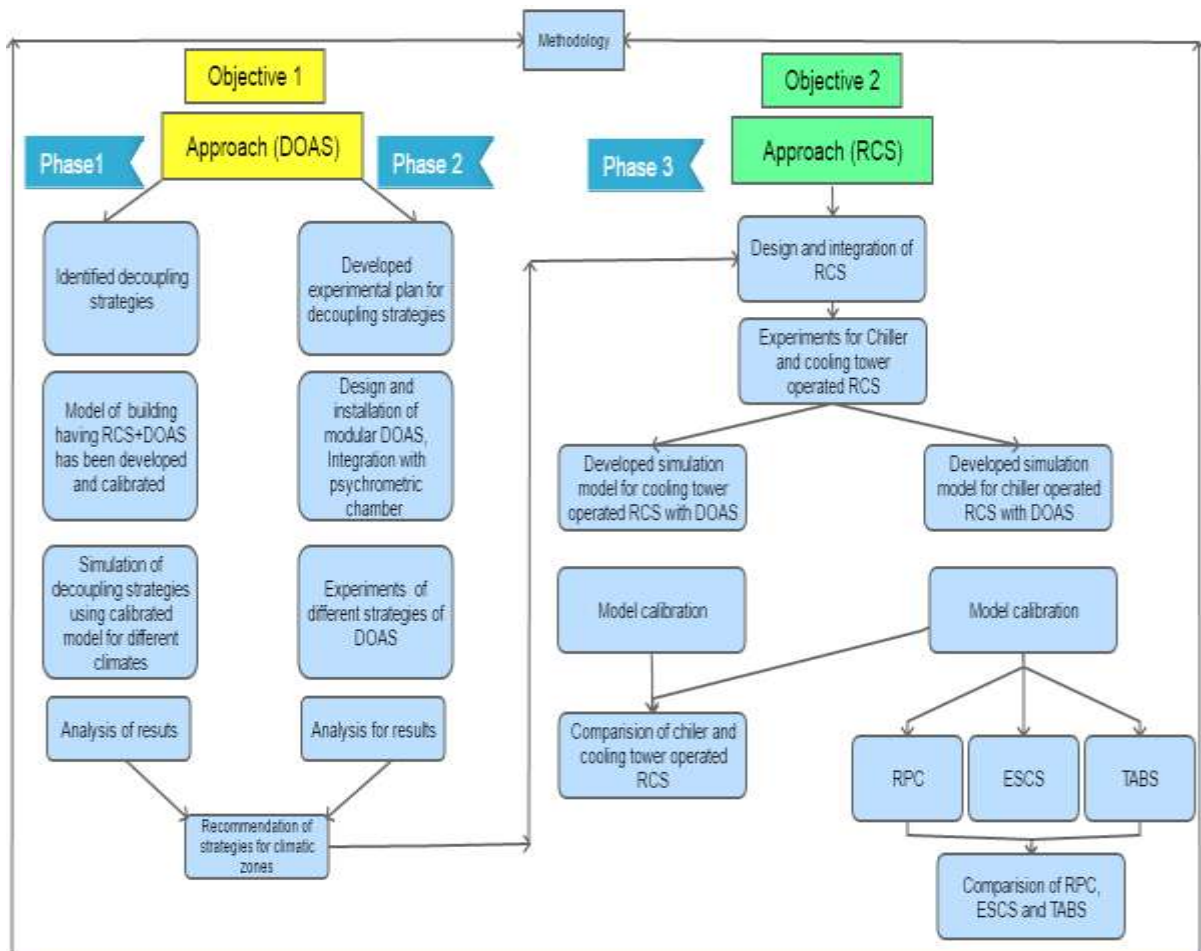 Methodology
Objective 1
Approach (DOAS)
Phase1
Phase 2
Identified decoupling
strategies
Model of building
having RCS+DOAS
has been developed
and calibrated
Simulation of
decoupling strategies
using calibrated
model for different
climates
Analysis of resuts
Developed
experimental plan for
decoupling strategies
Design and
installation of
modular DOAS,
Integration with
psychrometric
chamber
Experiments of
different strategies of
DOAS
Analysis for results
Recommendation of
strategies for climatic
zones
Objective 2
Phase 3
Approach (RCS)
Design and integration of
RCS
Experiments for Chiller
and cooling tower
operated RCS
Developed simulation
model for cooling tower
operated RCS with DOAS
Developed simulation
model for chiller operated
RCS with DOAS
Model calibration
Model calibration
Comparision of chiler and
cooling tower operated
RCS
RPC
ESCS
TABS
Comparision of RPC,
ESCS and TABS